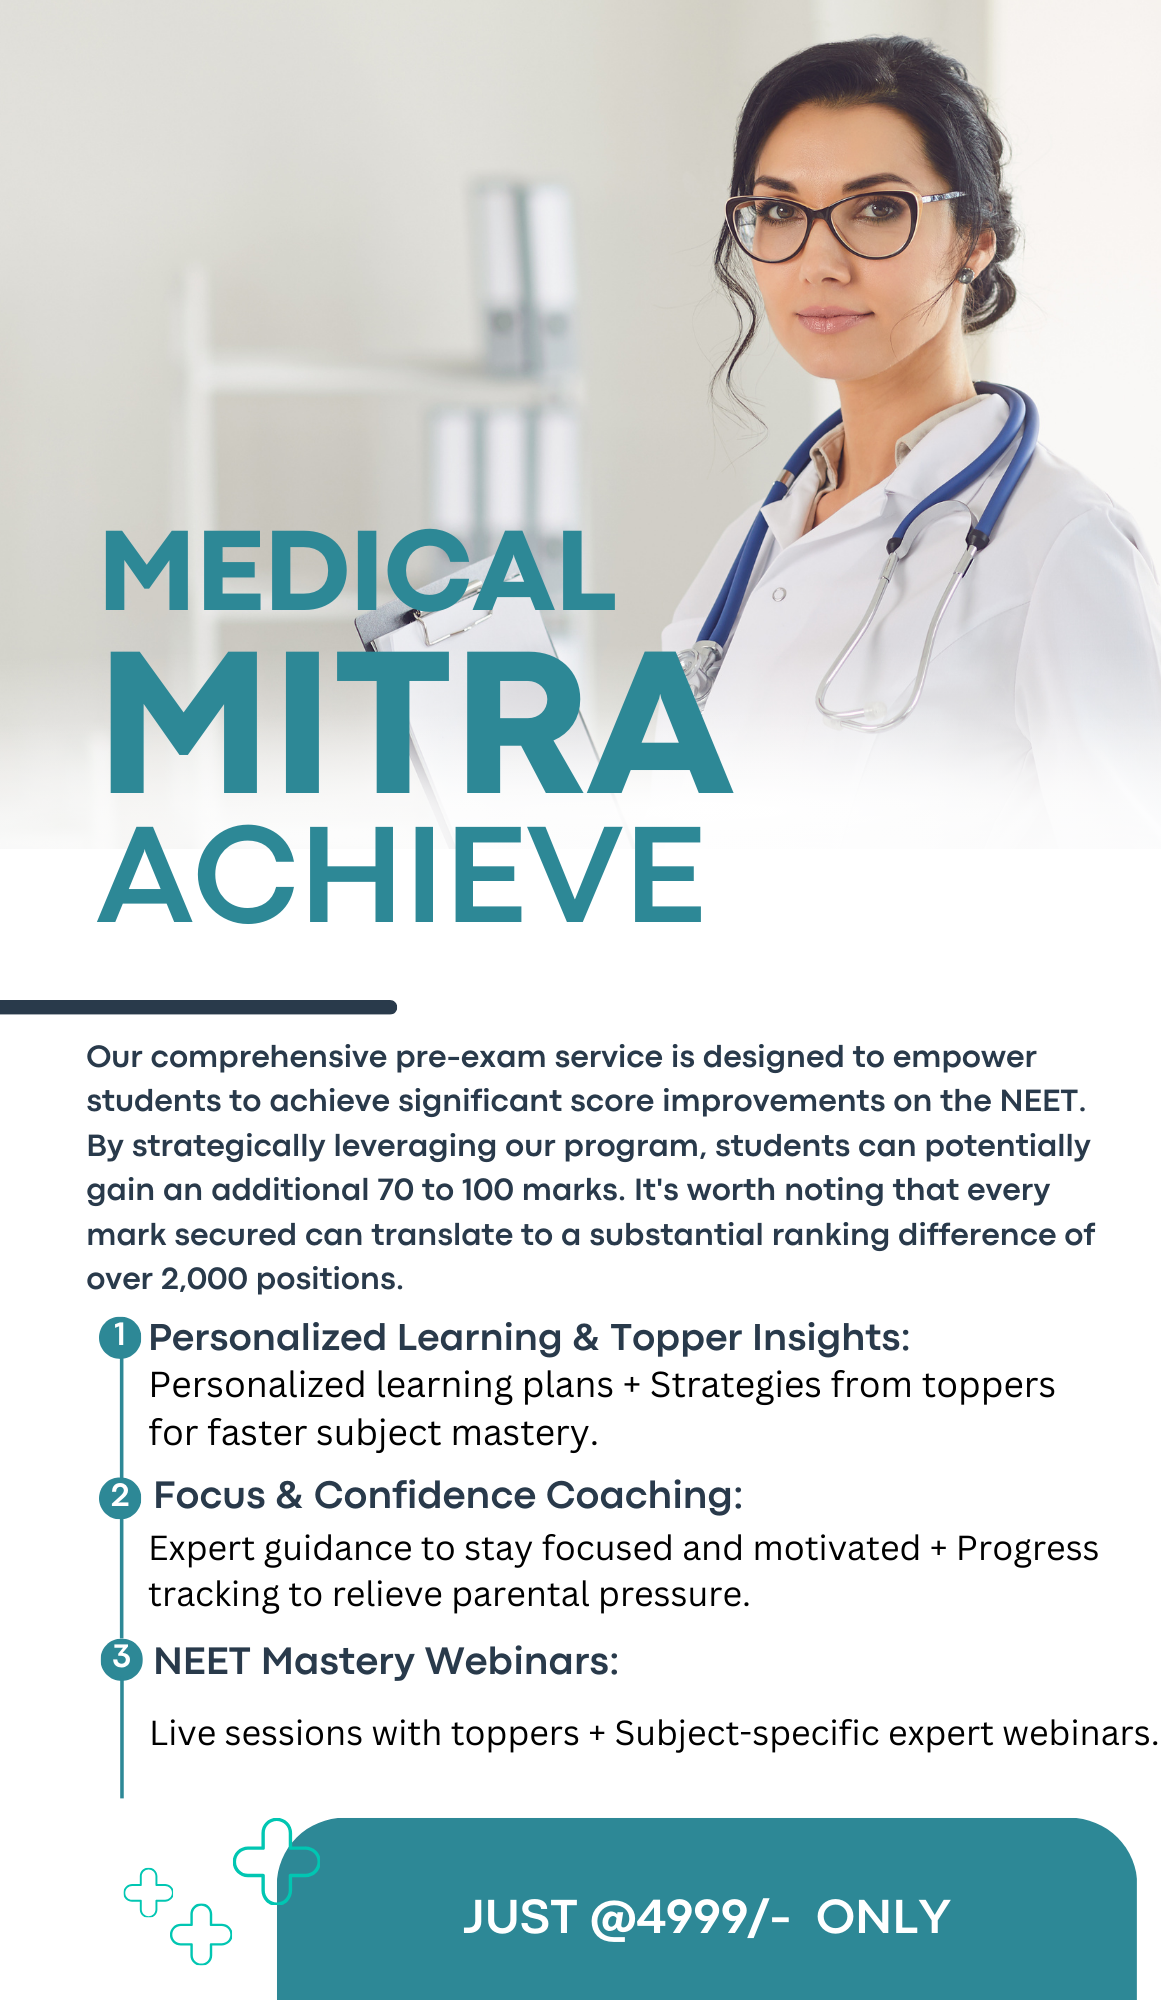 MEDICAL
MITRA
ACHIEVE
Our comprehensive pre-exam service is designed to empower
students to achieve significant score improvements on the NEET.
By strategically leveraging our program, students can potentially
gain an additional 70 to 100 marks. It's worth noting that every
mark secured can translate to a substantial ranking difference of
over 2,000 positions.
1 Personalized Learning & Topper Insights:
Personalized learning plans + Strategies from toppers
for faster subject mastery.
2 Focus & Confidence Coaching:
Expert guidance to stay focused and motivated + Progress
tracking to relieve parental pressure.
3 NEET Mastery Webinars:
Live sessions with toppers + Subject-specific expert webinars.
JUST @4999/- ONLY